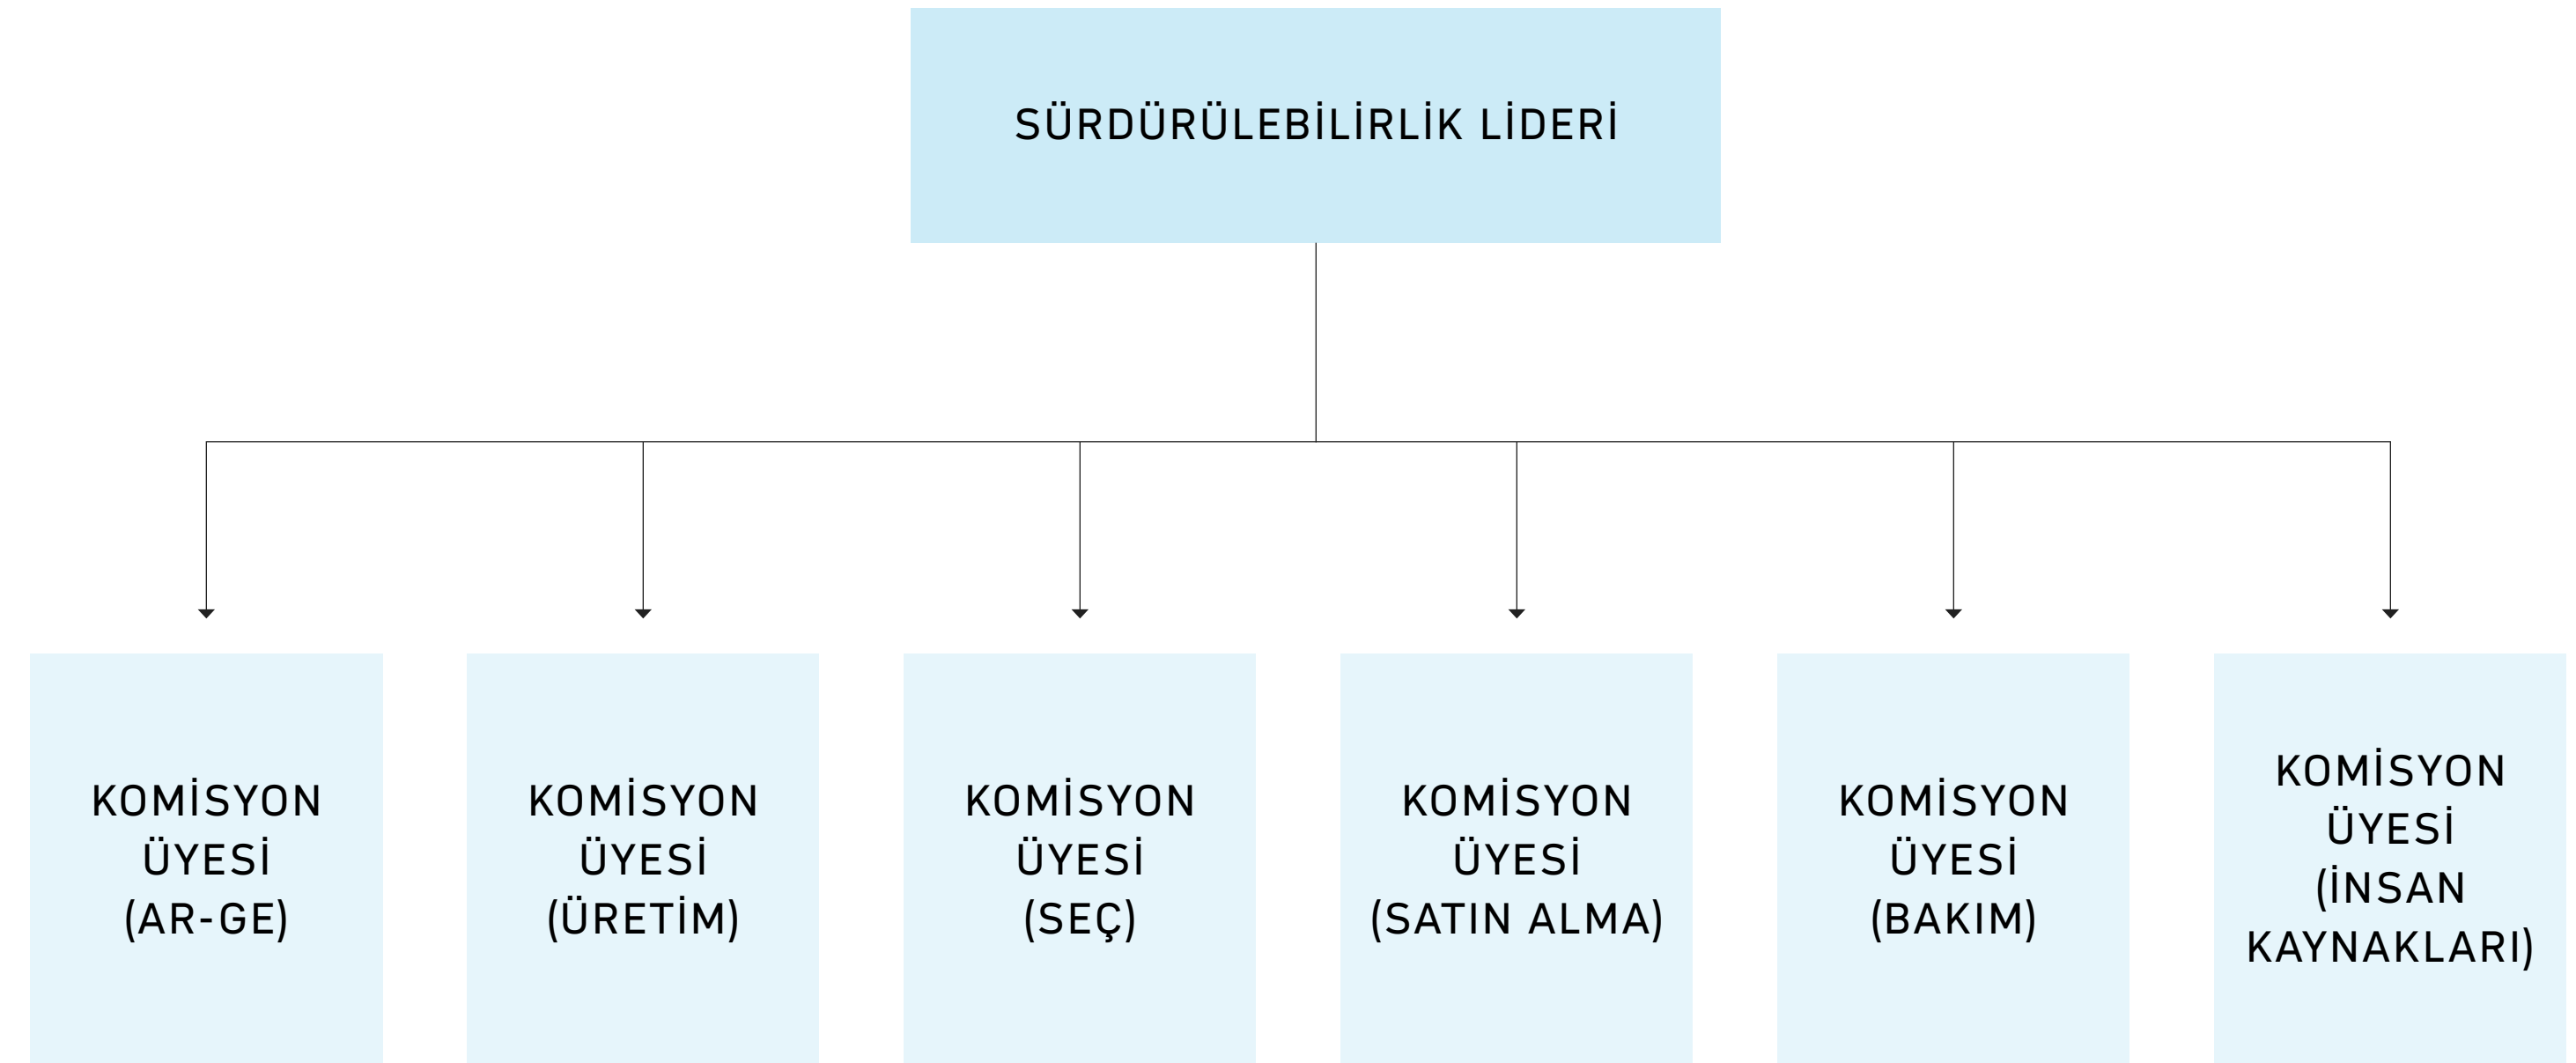 SÜRDÜRÜLEBİLİRLİK LİDERİ
KOMİSYON
ÜYESİ
(AR-GE)
KOMİSYON
ÜYESİ
(ÜRETİM)
KOMİSYON
ÜYESİ
(SEÇ)
KOMİSYON
ÜYESİ
(SATIN ALMA)
KOMİSYON
ÜYESİ
(BAKIM)
KOMİSYON
ÜYESİ
(İNSAN
KAYNAKLARI)